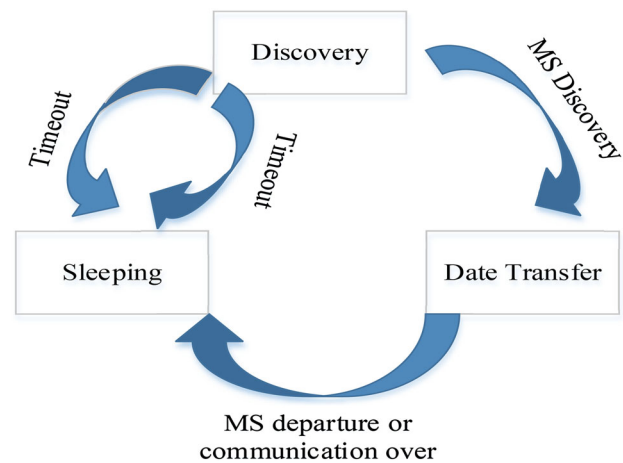 Discovery
MS Discovery
Timeout
Timeout
Sleeping
Date Transfer
MS departure or
communication over